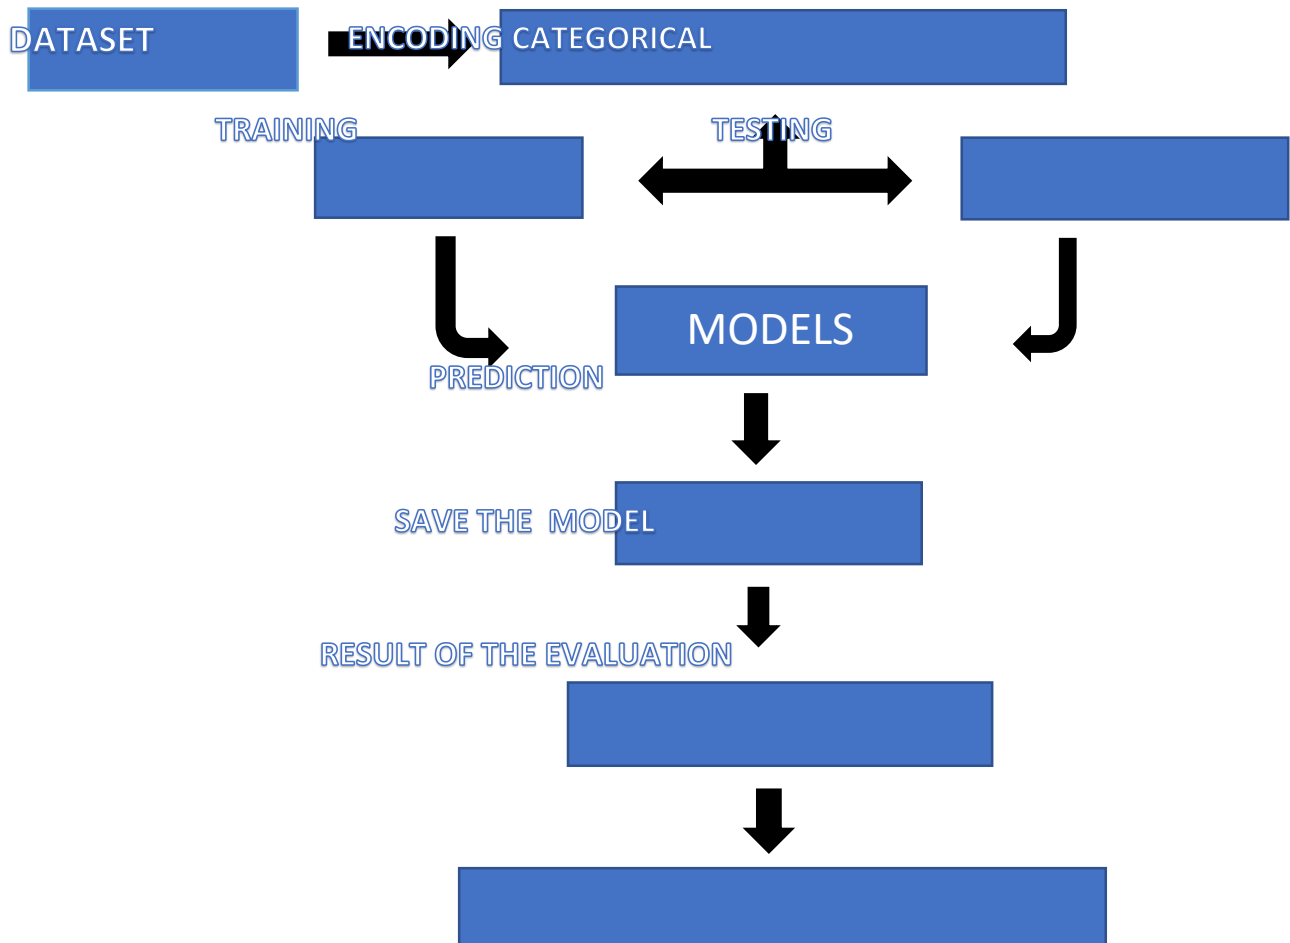 DATASET
ENCODING CATEGORICAL
TRAINING
TESTING
MODELS
PREDICTION
SAVE THE  MODEL
RESULT OF THE EVALUATION